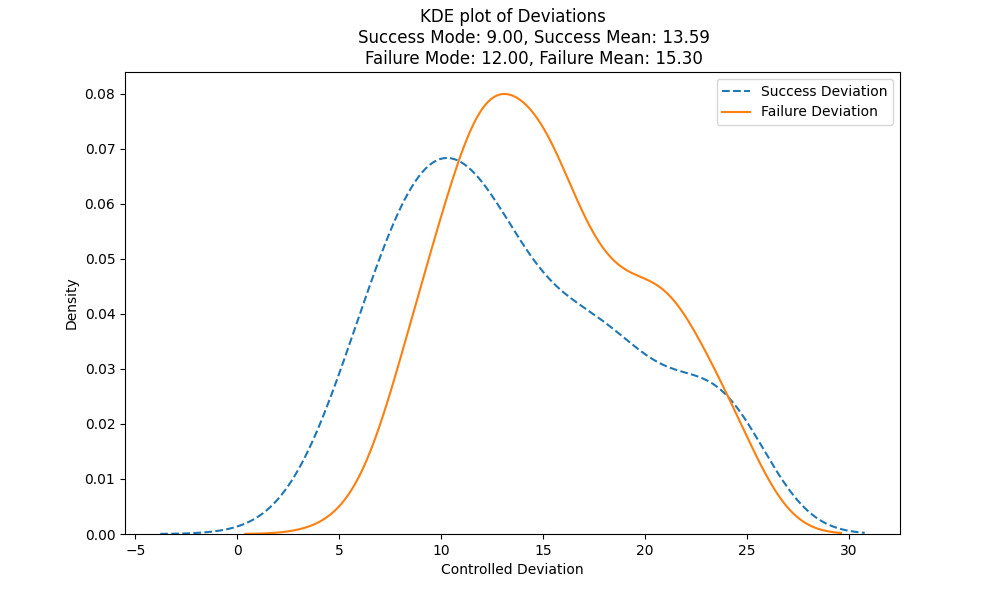 KDE plot of Deviations
Success Mode: 9.00, Success Mean: 13.59
Failure Mode: 12.00, Failure Mean: 15.30
Success Deviation
Failure Deviation
0.08
0.07
0.06
0.05
0.04
0.03
0.02
0.01
0.00
Density
−5
0
5
10
15
20
25
30
Controlled Deviation